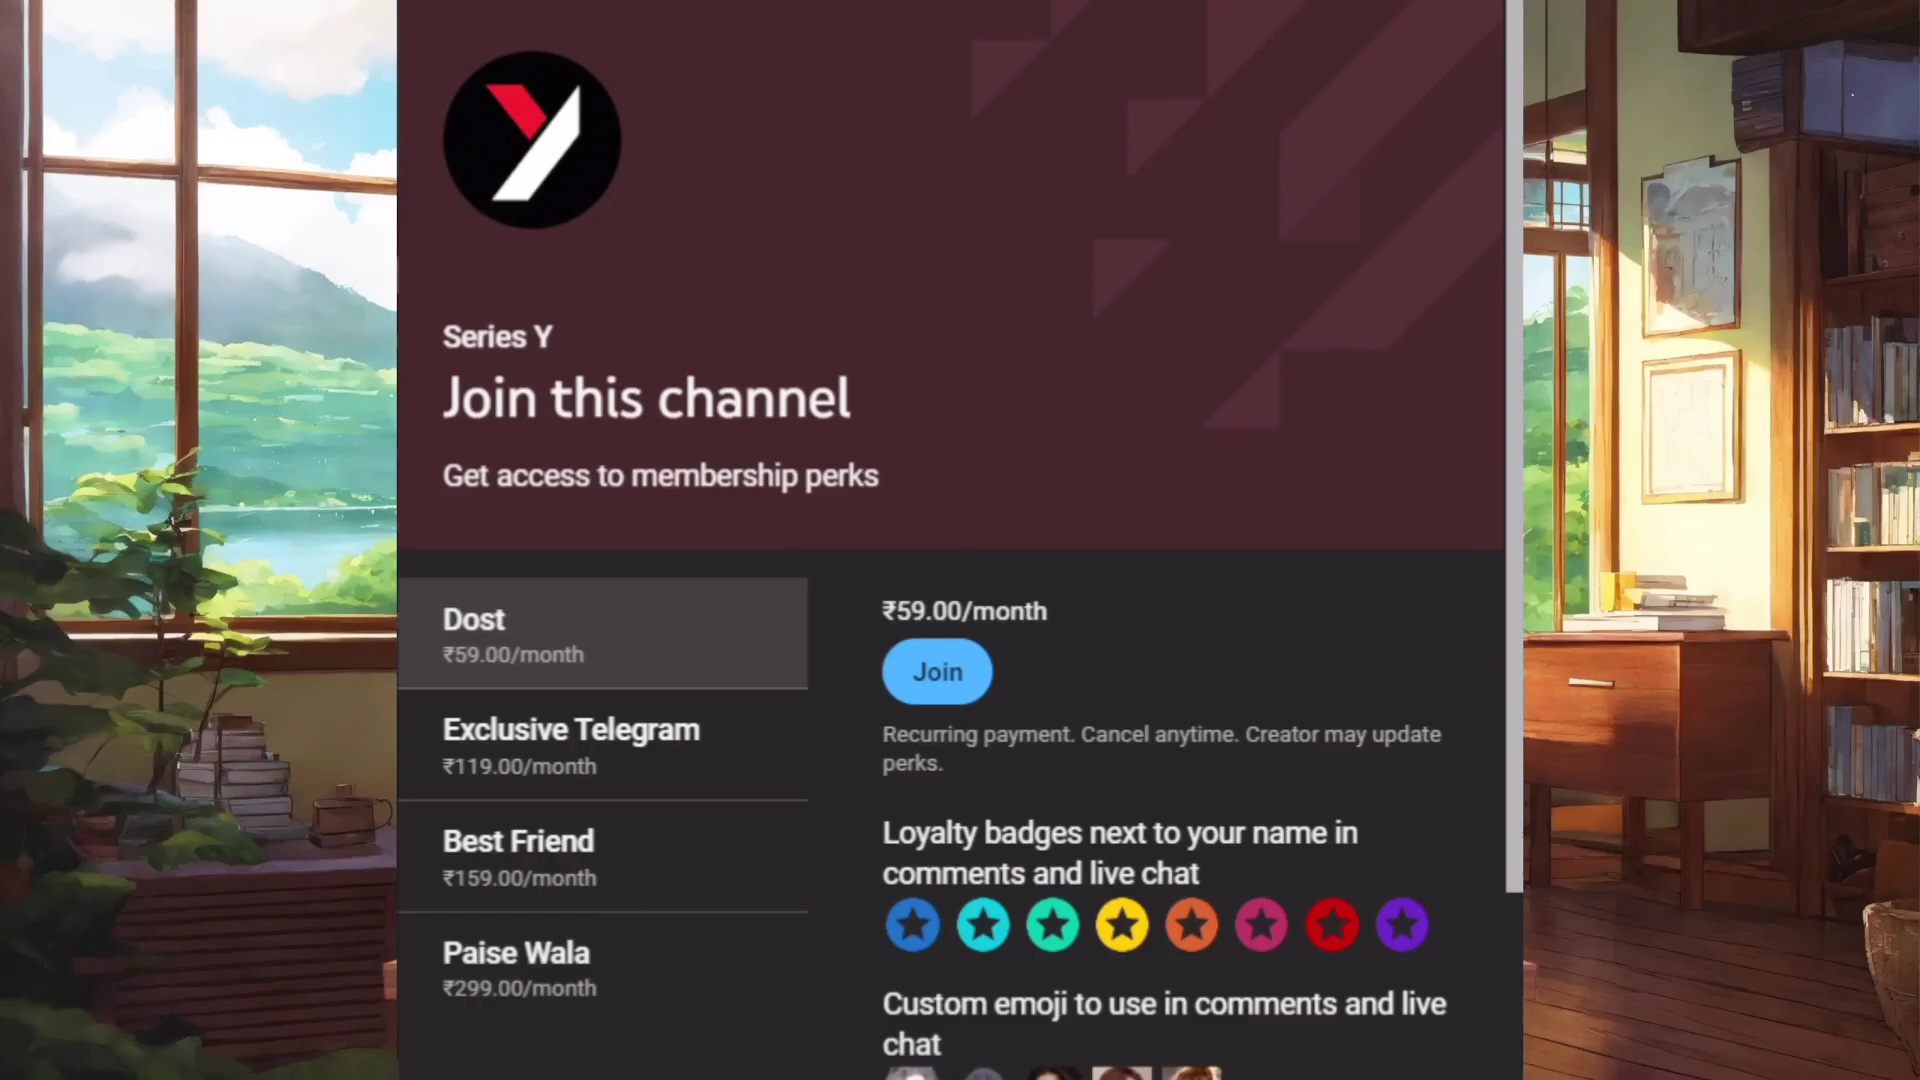 Series Y
Join this channel
Get access to membership perks
Dost
₹59.00/month
Exclusive Telegram
₹119.00/month
Best Friend
₹159.00/month
Paise Wala
₹299.00/month
₹59.00/month
Join
Recurring payment. Cancel anytime. Creator may update
perks.
Loyalty badges next to your name in
comments and live chat
Custom emoji to use in comments and live
chat